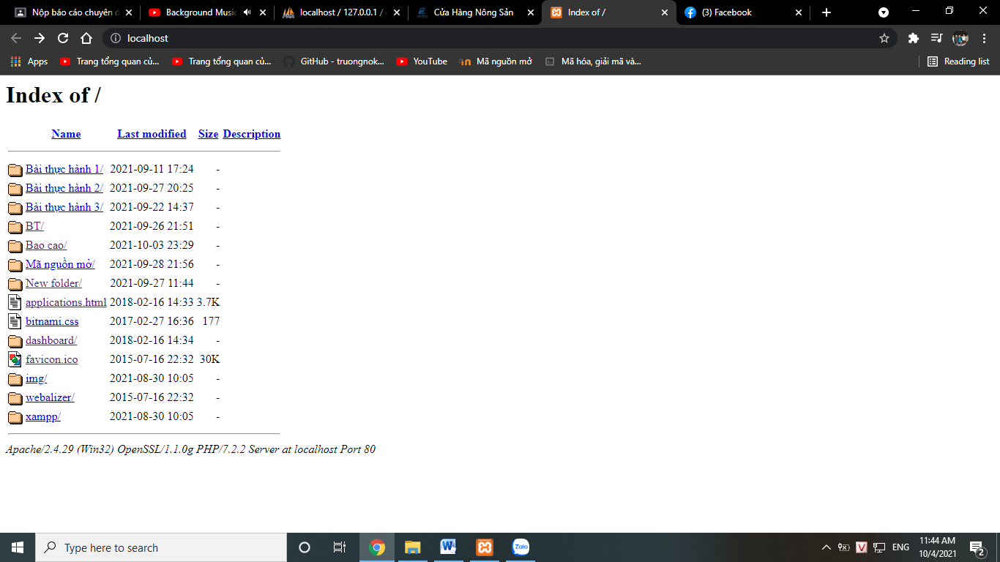 Nộp báo cáo chuyên đ
Background Music
localhost / 127.0.0.1 /
Cửa Hàng Nông Sản
Index of /
(3) Facebook
localhost
Apps
Trang tổng quan củ...
Trang tổng quan củ...
GitHub - truongnok...
YouTube
Mã nguồn mở
Mã hóa, giải mã và...
Reading list
Index of /
Name Last modified Size Description
Bài thực hành 1/ 2021-09-11 17:24 -
Bài thực hành 2/ 2021-09-27 20:25 -
Bài thực hành 3/ 2021-09-22 14:37 -
BT/ 2021-09-26 21:51 -
Bao cao/ 2021-10-03 23:29 -
Mã nguồn mở/ 2021-09-28 21:56 -
New folder/ 2021-09-27 11:44 -
applications.html 2018-02-16 14:33 3.7K
bitnami.css 2017-02-27 16:36 177
dashboard/ 2018-02-16 14:34 -
favicon.ico 2015-07-16 22:32 30K
img/ 2021-08-30 10:05 -
webalizer/ 2015-07-16 22:32 -
xampp/ 2021-08-30 10:05 -
Apache/2.4.29 (Win32) OpenSSL/1.1.0g PHP/7.2.2 Server at localhost Port 80
Type here to search
Zalo
V
ENG
11:44 AM
10/4/2021
2